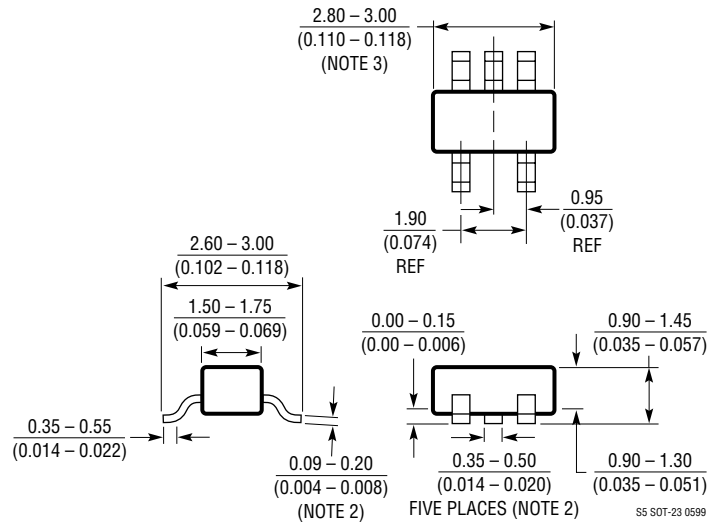 2.80 – 3.00
(0.110 – 0.118)
(NOTE 3)
1.90
(0.074)
REF
0.95
(0.037)
REF
2.60 – 3.00
(0.102 – 0.118)
1.50 – 1.75
(0.059 – 0.069)
0.35 – 0.55
(0.014 – 0.022)
0.09 – 0.20
(0.004 – 0.008)
(NOTE 2)
0.00 – 0.15
(0.00 – 0.006)
0.90 – 1.45
(0.035 – 0.057)
0.35 – 0.50
(0.014 – 0.020)
FIVE PLACES (NOTE 2)
0.90 – 1.30
(0.035 – 0.051)
S5 SOT-23 0599